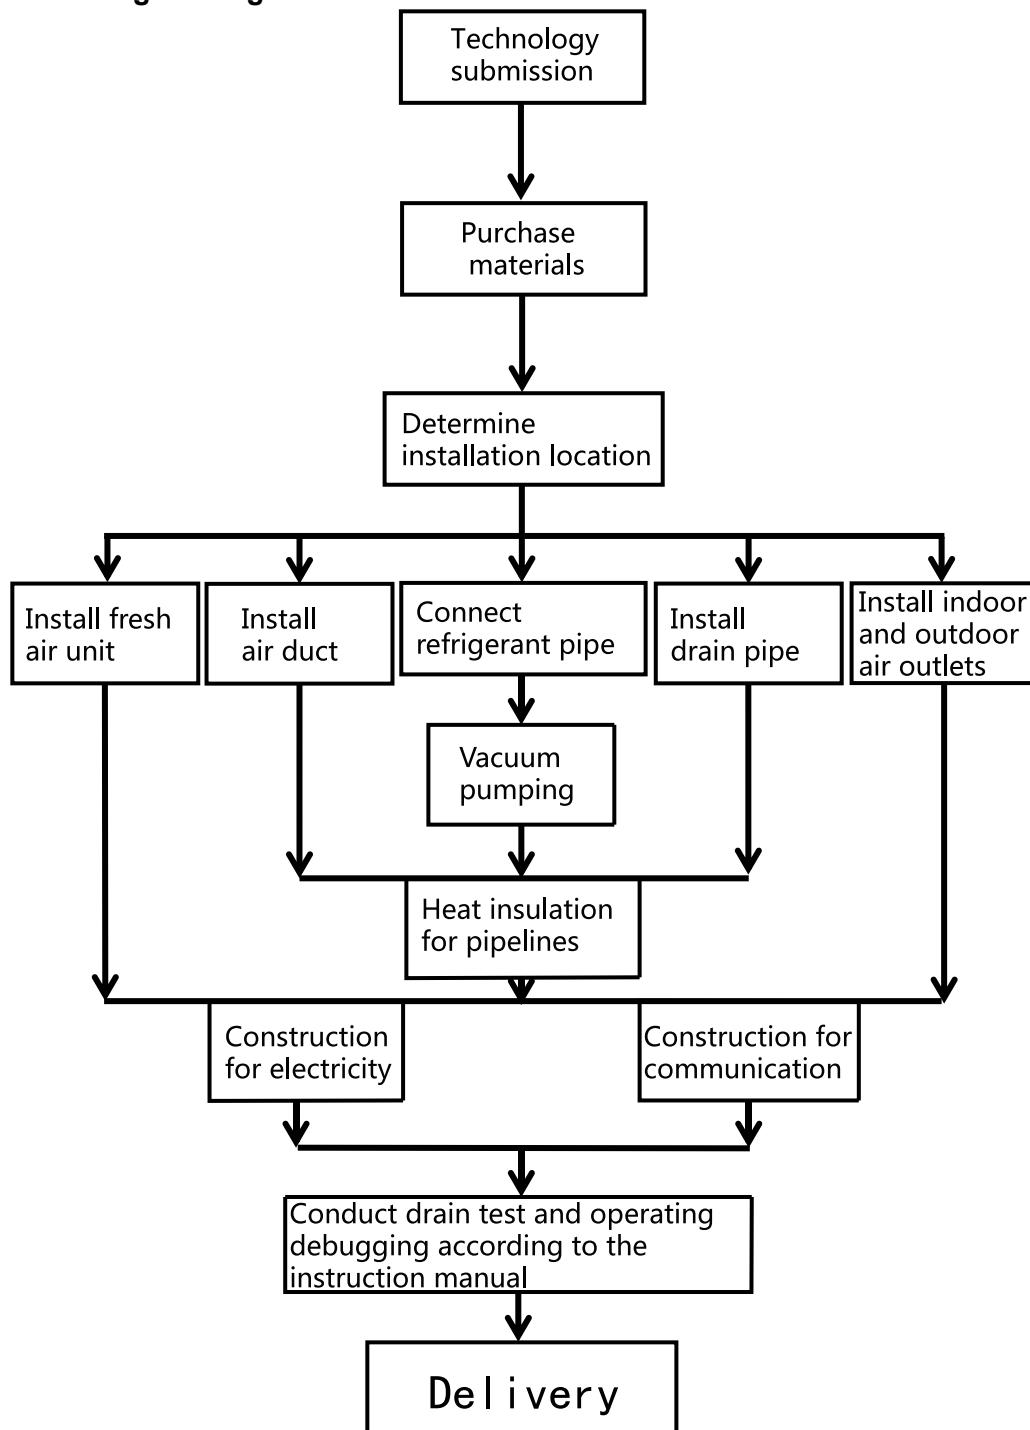 Technology
submission
Purchase
materials
Determine
installation location
Install fresh
air unit
Install
air duct
Connect
refrigerant pipe
Install
drain pipe
Install indoor
and outdoor
air outlets
Vacuum
pumping
Heat insulation
for pipelines
Construction
for electricity
Construction for
communication
Conduct drain test and operating
debugging according to the
instruction manual
Delivery